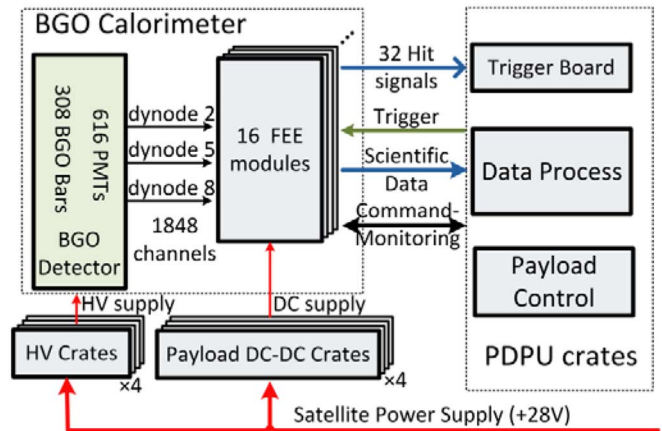 BGO Calorimeter
308 BGO Bars
616 PMTs
BGO
Detector
dynode 2
dynode 5
dynode 8
1848
channels
16 FEE
modules
32 Hit
signals
Trigger
Scientific
Data
Command-
Monitoring
Trigger Board
Data Process
Payload
Control
PDPU crates
HV supply
DC supply
HV Crates
×4
Payload DC-DC Crates
×4
Satellite Power Supply (+28V)